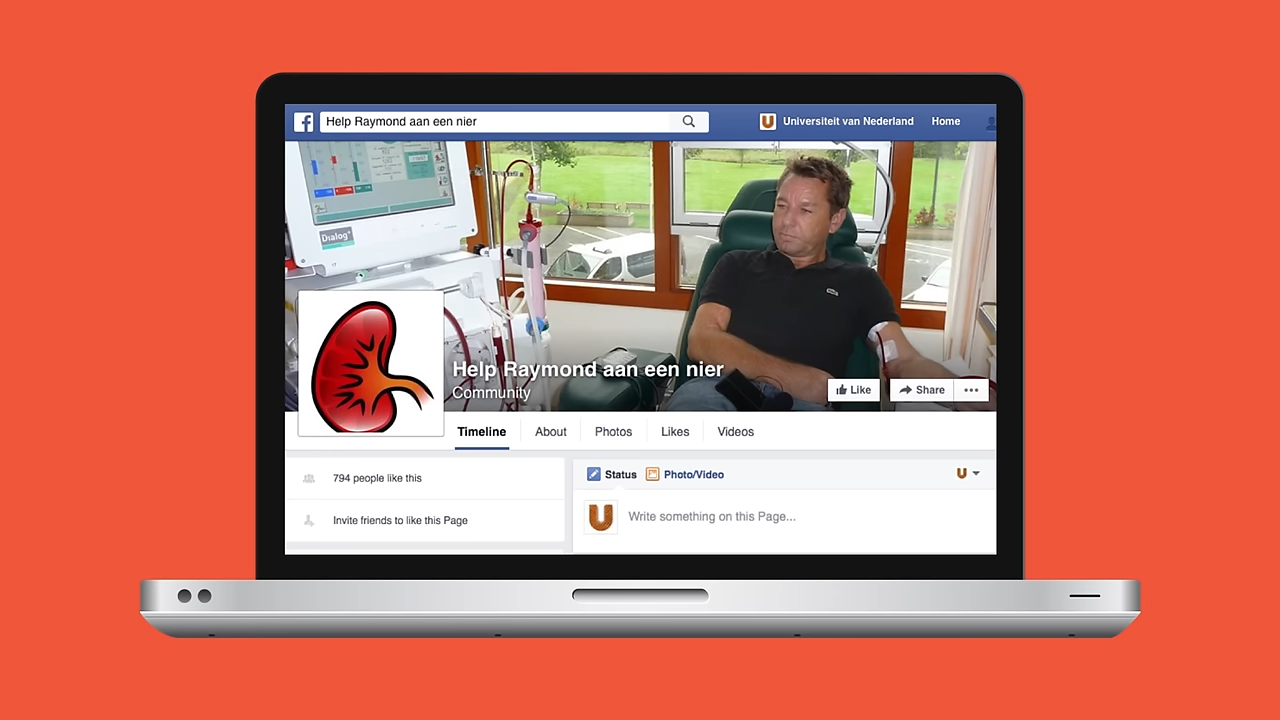 Help Raymond aan een nier
Universiteit van Nederland
Home
Dialog+
Help Raymond aan een nier
Community
Like
Share
Timeline
About
Photos
Likes
Videos
794 people like this
Invite friends to like this Page
Status
Photo/Video
Write something on this Page...